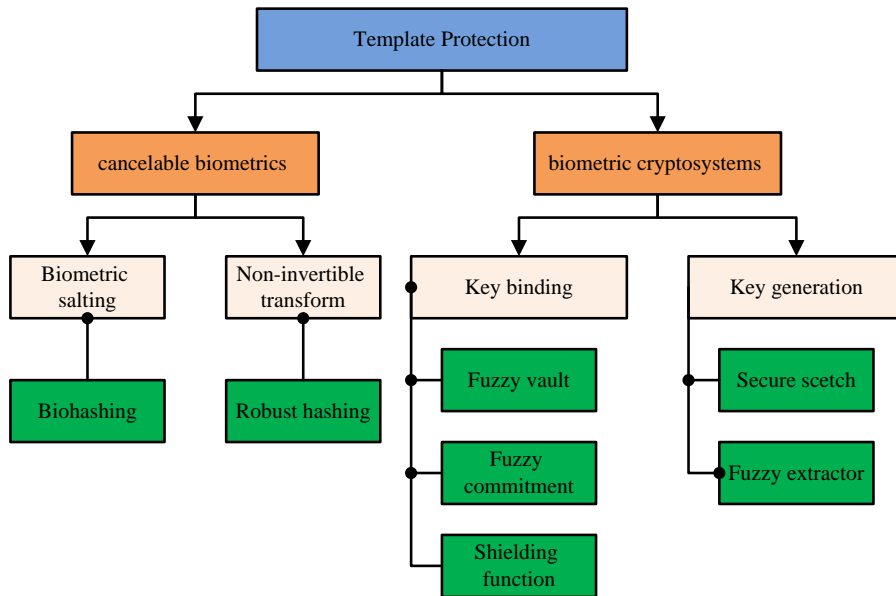 Template Protection
cancelable biometrics
biometric cryptosystems
Biometric
salting
Non-invertible
transform
Key binding
Key generation
Biohashing
Robust hashing
Fuzzy vault
Secure scetch
Fuzzy
commitment
Fuzzy extractor
Shielding
function